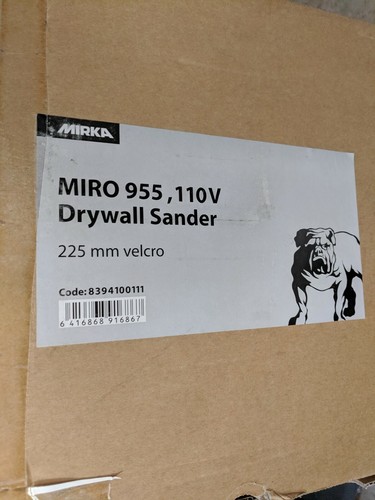 MIRKA
MIRO 955 ,110V
Drywall Sander
225 mm velcro
Code: 8394100111
6 416868 916867